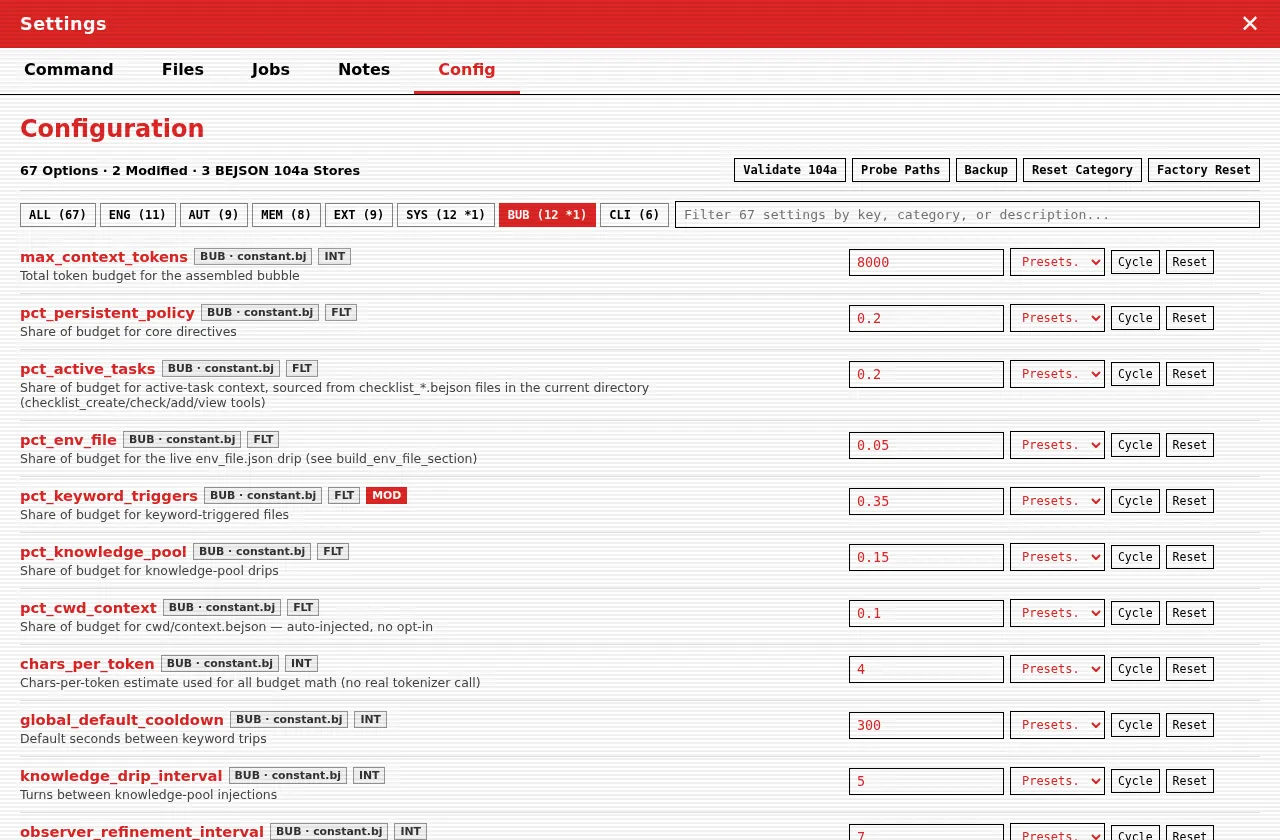 Settings ✕
Command Files Jobs Notes Config
Configuration
67 Options · 2 Modified · 3 BEJSON 104a Stores Validate 104a Probe Paths Backup Reset Category Factory Reset
ALL (67) ENG (11) AUT (9) MEM (8) EXT (9) SYS (12 *1) BUB (12 *1) CLI (6) Filter 67 settings by key, category, or description...
max_context_tokens BUB · constant.bj INT 8000 Presets. Cycle Reset
Total token budget for the assembled bubble
pct_persistent_policy BUB · constant.bj FLT 0.2 Presets. Cycle Reset
Share of budget for core directives
pct_active_tasks BUB · constant.bj FLT 0.2 Presets. Cycle Reset
Share of budget for active-task context, sourced from checklist_*.bejson files in the current directory
(checklist_create/check/add/view tools)
pct_env_file BUB · constant.bj FLT 0.05 Presets. Cycle Reset
Share of budget for the live env_file.json drip (see build_env_file_section)
pct_keyword_triggers BUB · constant.bj FLT MOD 0.35 Presets. Cycle Reset
Share of budget for keyword-triggered files
pct_knowledge_pool BUB · constant.bj FLT 0.15 Presets. Cycle Reset
Share of budget for knowledge-pool drips
pct_cwd_context BUB · constant.bj FLT 0.1 Presets. Cycle Reset
Share of budget for cwd/context.bejson — auto-injected, no opt-in
chars_per_token BUB · constant.bj INT 4 Presets. Cycle Reset
Chars-per-token estimate used for all budget math (no real tokenizer call)
global_default_cooldown BUB · constant.bj INT 300 Presets. Cycle Reset
Default seconds between keyword trips
knowledge_drip_interval BUB · constant.bj INT 5 Presets. Cycle Reset
Turns between knowledge-pool injections
observer_refinement_interval BUB · constant.bj INT 7 Presets. Cycle Reset